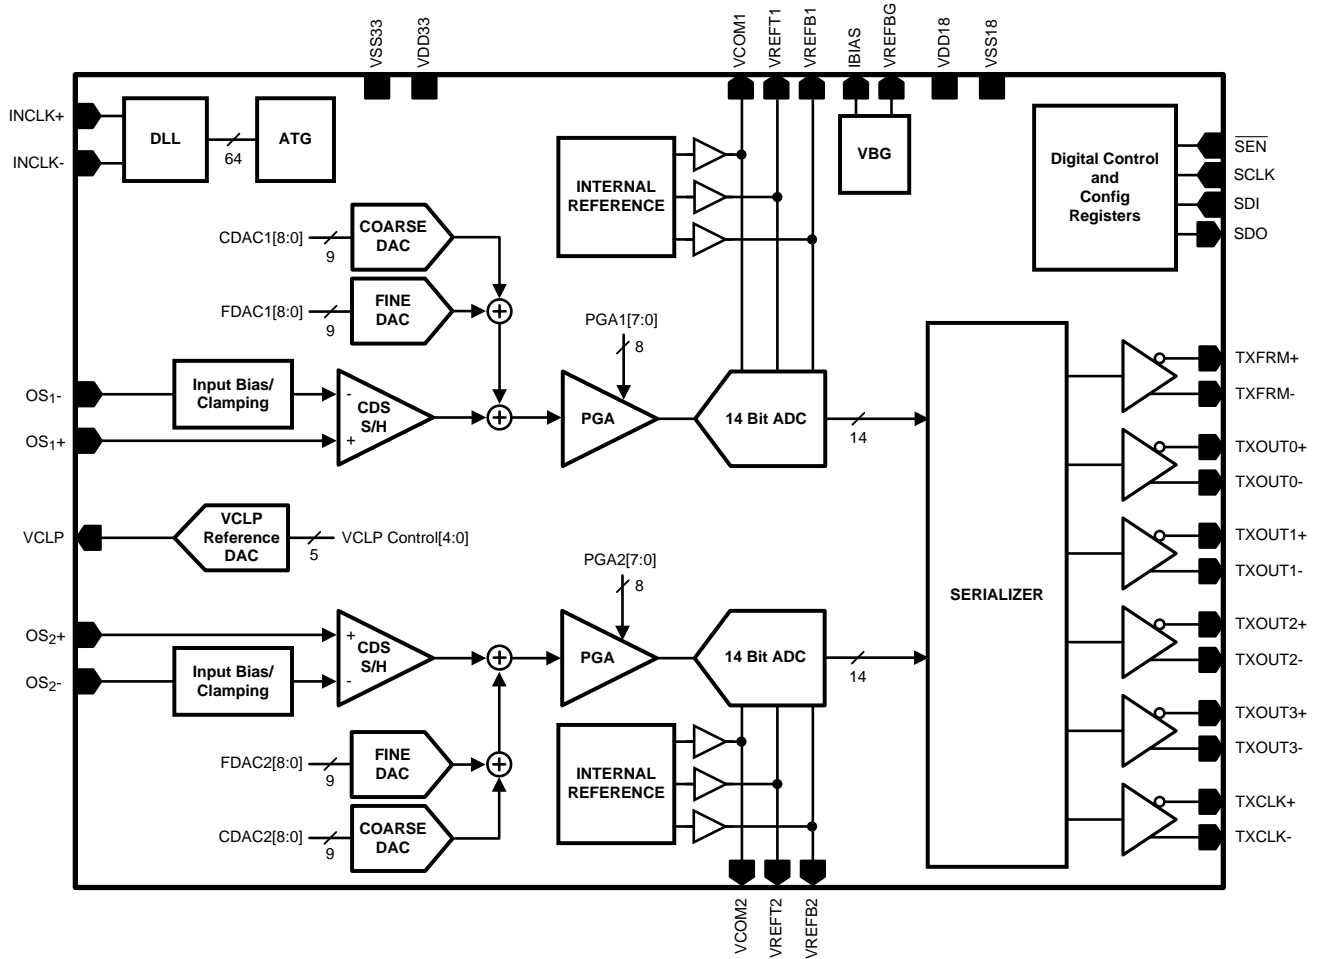 VSS33
VDD33
VCOM1
VREFT1
VREFB1
IBIAS
VREFBG
VDD18
VSS18
INCLK+
INCLK-
DLL
64
ATG
INTERNAL
REFERENCE
VBG
Digital Control
and
Config
Registers
SEN
SCLK
SDI
SDO
CDAC1[8:0]
9
COARSE
DAC
FDAC1[8:0]
9
FINE
DAC
PGA1[7:0]
8
OS1-
OS1+
Input Bias/
Clamping
-
+
CDS
S/H
PGA
14 Bit ADC
14
SERIALIZER
TXFRM+
TXFRM-
TXOUT0+
TXOUT0-
TXOUT1+
TXOUT1-
TXOUT2+
TXOUT2-
TXOUT3+
TXOUT3-
TXCLK+
TXCLK-
VCLP
VCLP
Reference
DAC
5
VCLP Control[4:0]
PGA2[7:0]
8
OS2+
OS2-
Input Bias/
Clamping
+
-
CDS
S/H
PGA
14 Bit ADC
14
FDAC2[8:0]
9
FINE
DAC
CDAC2[8:0]
9
COARSE
DAC
INTERNAL
REFERENCE
VCOM2
VREFT2
VREFB2